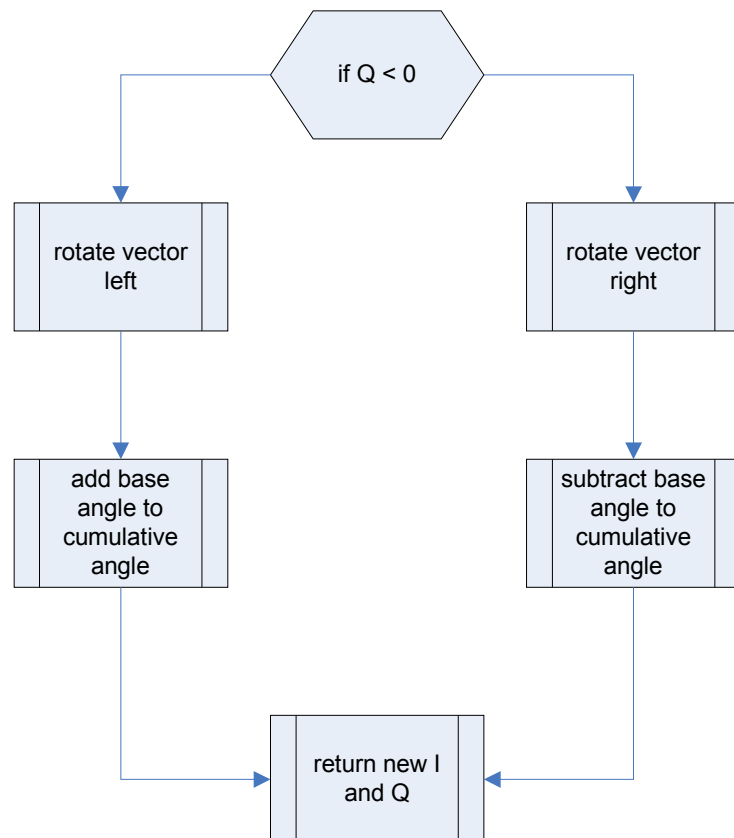 if Q < 0
rotate vector
left
rotate vector
right
add base
angle to
cumulative
angle
subtract base
angle to
cumulative
angle
return new I
and Q